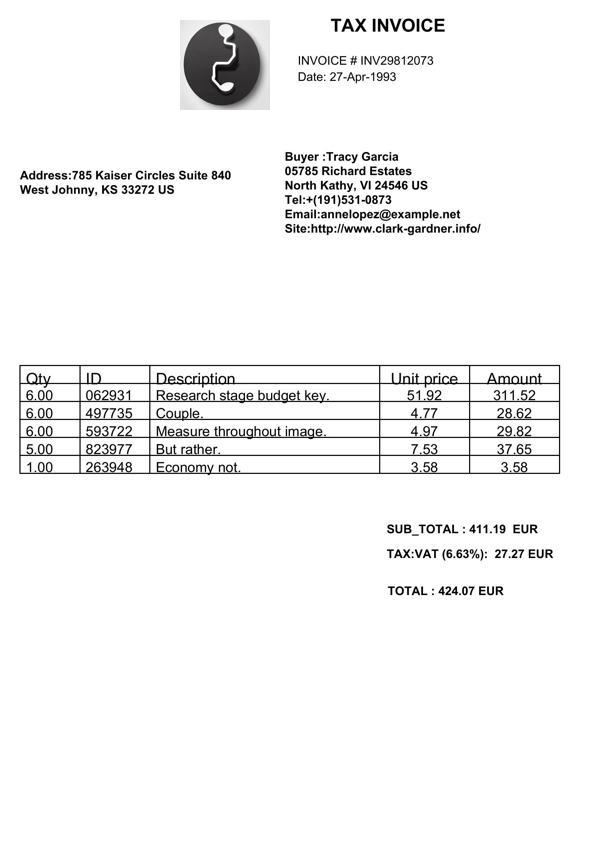 TAX INVOICE
INVOICE # INV29812073
Date: 27-Apr-1993
Address:785 Kaiser Circles Suite 840
West Johnny, KS 33272 US
Buyer :Tracy Garcia
05785 Richard Estates
North Kathy, VI 24546 US
Tel:+(191)531-0873
Email:annelopez@example.net
Site:http://www.clark-gardner.info/
Qty ID Description Unit price Amount
6.00 062931 Research stage budget key. 51.92 311.52
6.00 497735 Couple. 4.77 28.62
6.00 593722 Measure throughout image. 4.97 29.82
5.00 823977 But rather. 7.53 37.65
1.00 263948 Economy not. 3.58 3.58
SUB_TOTAL : 411.19 EUR
TAX:VAT (6.63%): 27.27 EUR
TOTAL : 424.07 EUR